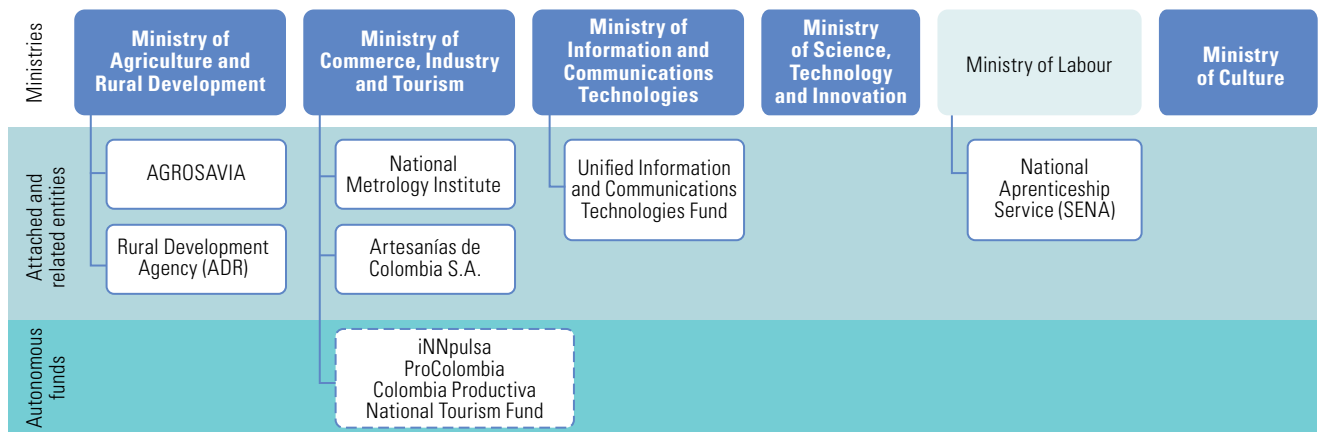 Ministries
Ministry of
Agriculture and
Rural Development
Ministry of
Commerce, Industry
and Tourism
Ministry of
Information and
Communications
Technologies
Ministry
of Science,
Technology
and Innovation
Ministry of Labour
Ministry
of Culture
Attached and
related entities
AGROSAVIA
Rural Development
Agency (ADR)
National
Metrology Institute
Artesanías de
Colombia S.A.
Unified Information
and Communications
Technologies Fund
National
Aprenticeship
Service (SENA)
Autonomous
funds
iNNpulsa
ProColombia
Colombia Productiva
National Tourism Fund